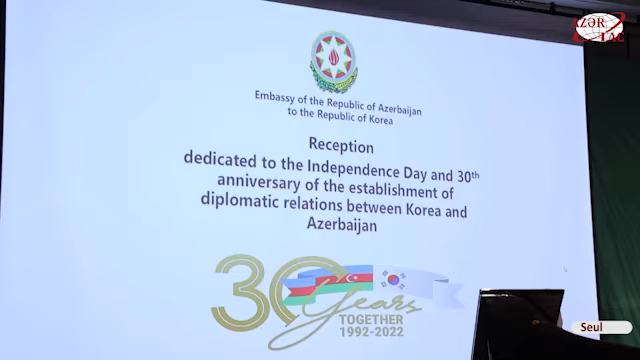 AZƏR
TAC
Embassy of the Republic of Azerbaijan
to the Republic of Korea
Reception
dedicated to the Independence Day and 30th
anniversary of the establishment of
diplomatic relations between Korea and
Azerbaijan
30 Years
TOGETHER
1992-2022
Seul